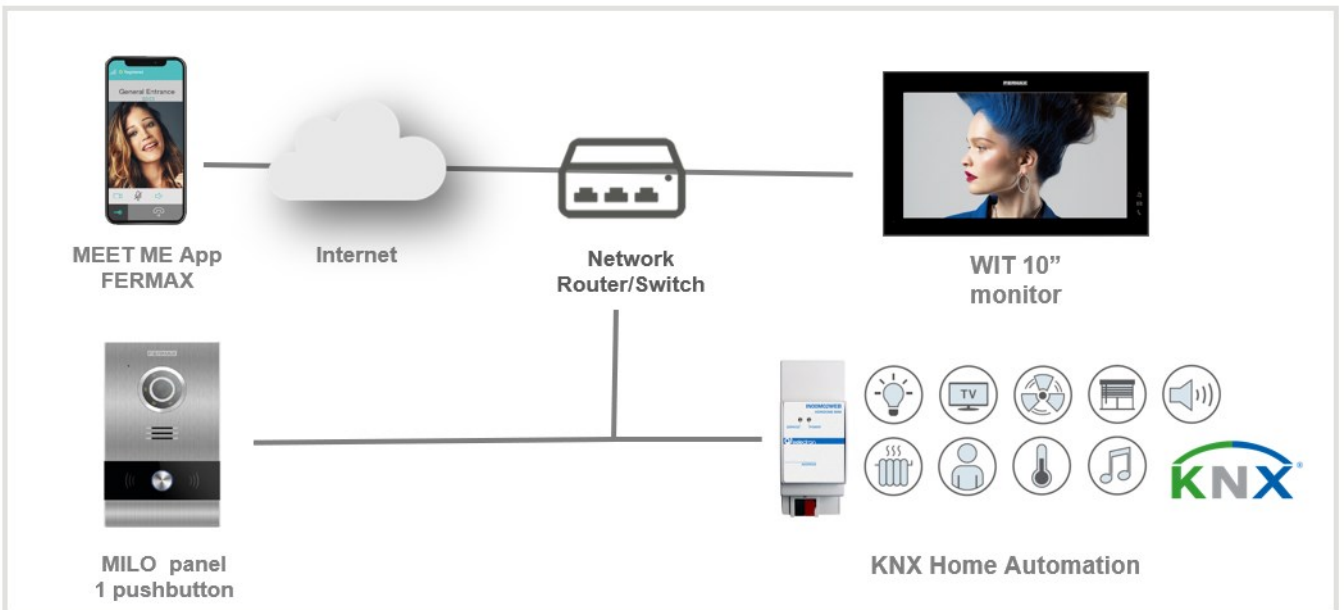 General Entrance
FERMAX
MEET ME App
FERMAX
Internet
Network
Router/Switch
WIT 10”
monitor
FERMAX
TV
KNX®
MILO panel
1 pushbutton
KNX Home Automation